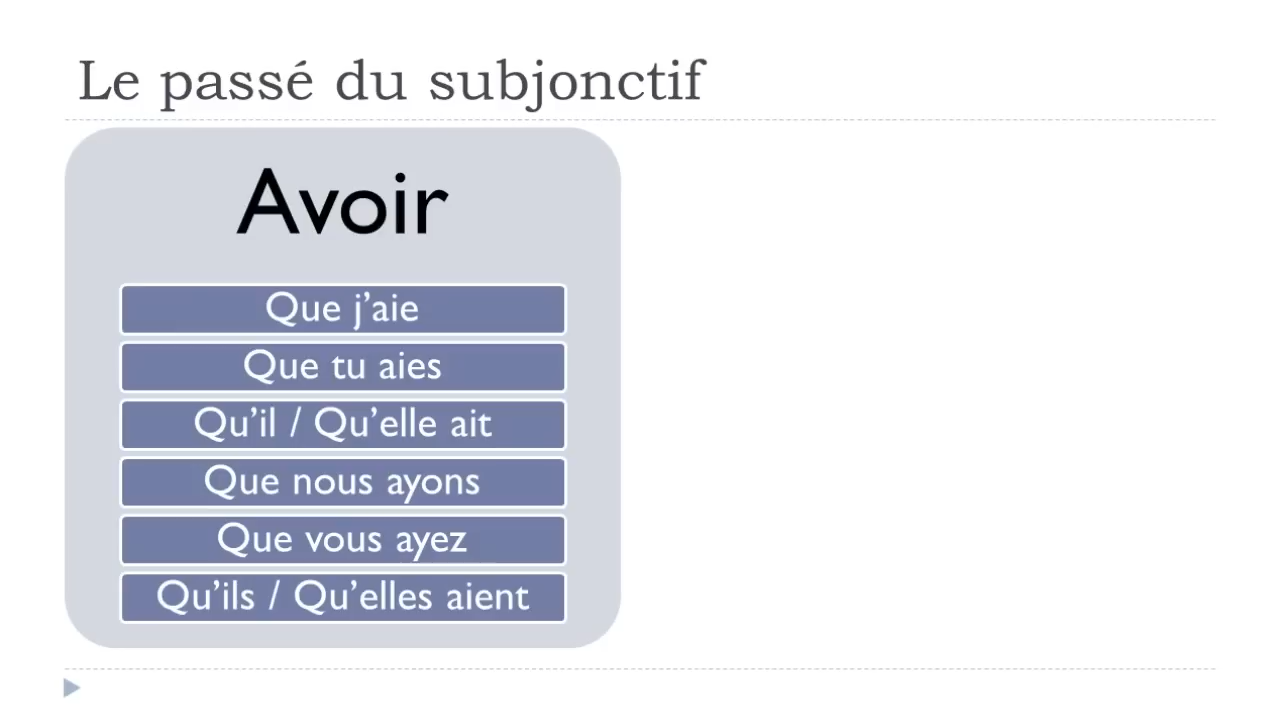 Le passé du subjonctif
Avoir
Que j’aie
Que tu aies
Qu’il / Qu’elle ait
Que nous ayons
Que vous ayez
Qu’ils / Qu’elles aient